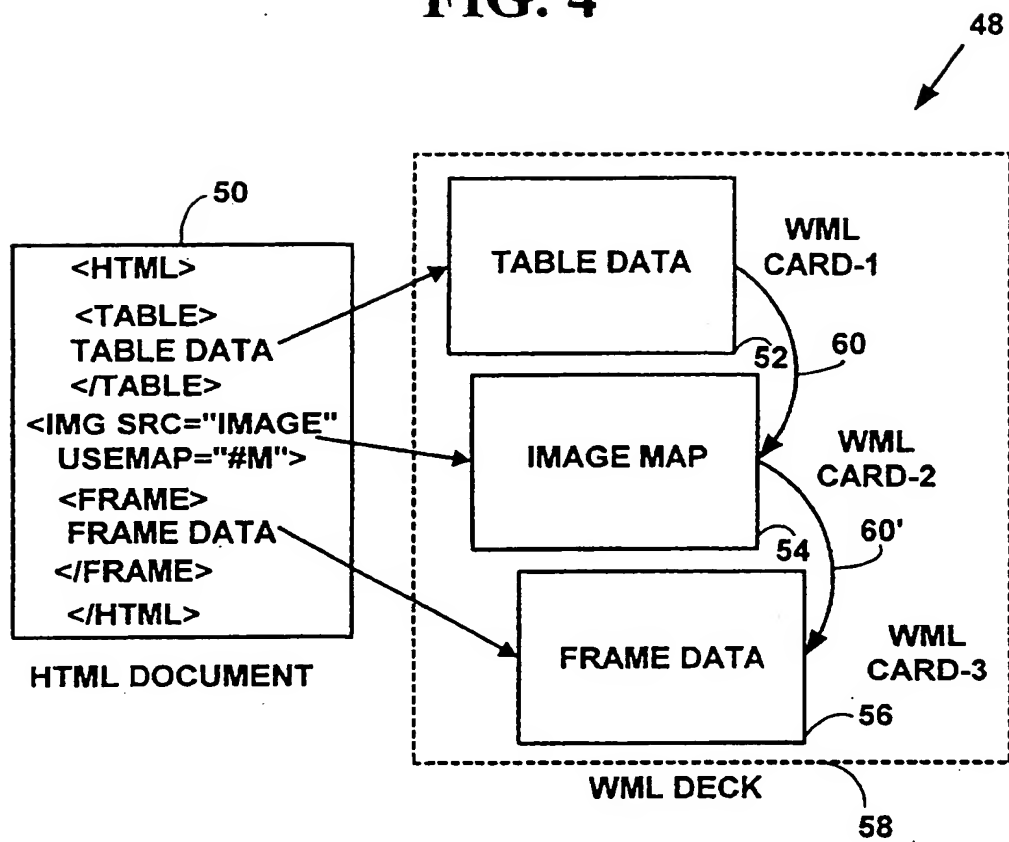 FIG. 4
48
50
<HTML>
<TABLE>
TABLE DATA
</TABLE>
<IMG SRC="IMAGE"
USEMAP="#M">
<FRAME>
FRAME DATA
</FRAME>
</HTML>
HTML DOCUMENT
TABLE DATA
WML
CARD-1
52
60
IMAGE MAP
WML
CARD-2
54
60'
FRAME DATA
WML
CARD-3
56
WML DECK
58